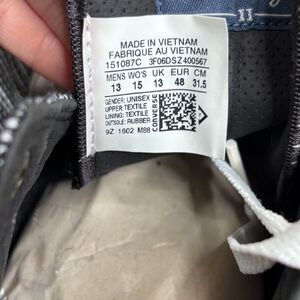 MADE IN VIETNAM
FABRIQUE AU VIETNAM
151087C 3F06DSZ400567
MENS WO'S UK EUR CM
13 15 13 48 31.5
GENDER: UNISEX
UPPER: TEXTILE
LINING: TEXTILE
OUTSOLE: RUBBER
9Z 1602 M88
CONVERSE
II